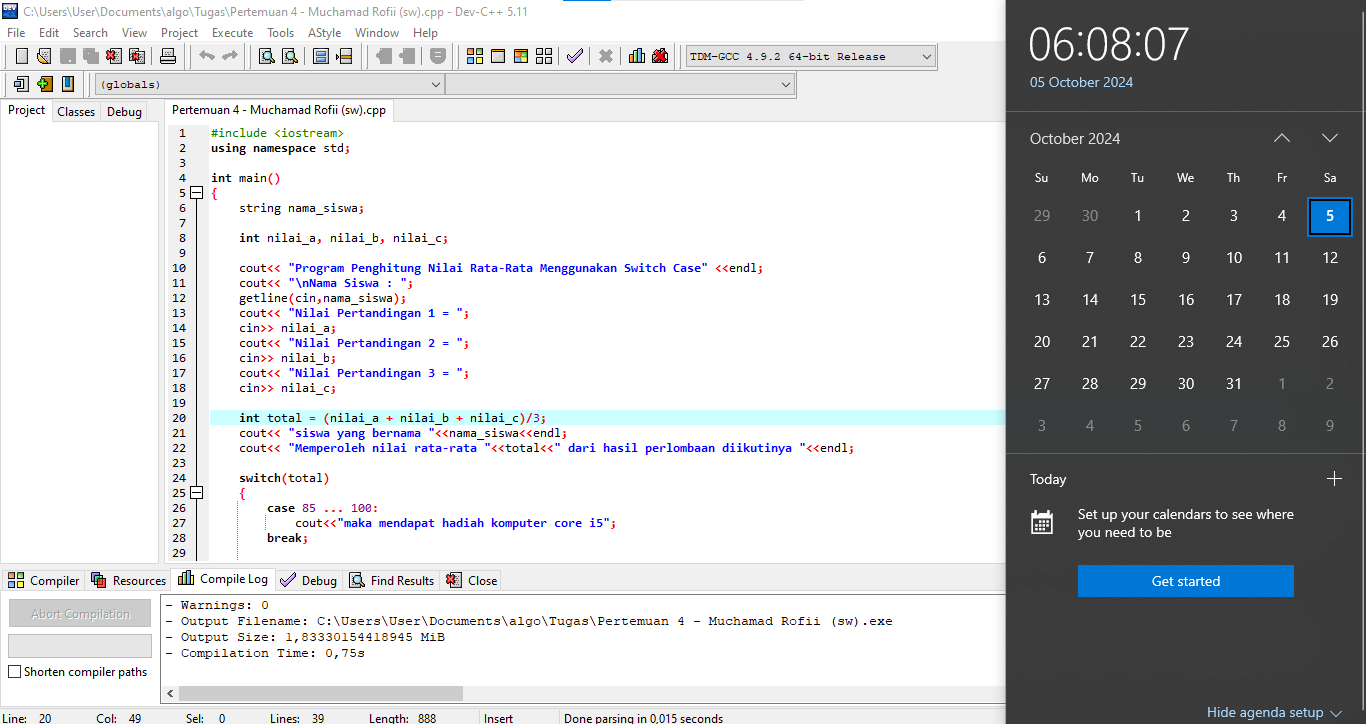 C:\Users\User\Documents\algo\Tugas\Pertemuan 4 - Muchamad Rofii (sw).cpp - Dev-C++ 5.11
File Edit Search View Project Execute Tools AStyle Window Help
TDM-GCC 4.9.2 64-bit Release
(globals)
Project Classes Debug
Pertemuan 4 - Muchamad Rofii (sw).cpp
1 #include <iostream>
2 using namespace std;
3
4 int main()
5 {
6 string nama_siswa;
7
8 int nilai_a, nilai_b, nilai_c;
9
10 cout<< "Program Penghitung Nilai Rata-Rata Menggunakan Switch Case" <<endl;
11 cout<< "\nNama Siswa : ";
12 getline(cin,nama_siswa);
13 cout<< "Nilai Pertandingan 1 = ";
14 cin>> nilai_a;
15 cout<< "Nilai Pertandingan 2 = ";
16 cin>> nilai_b;
17 cout<< "Nilai Pertandingan 3 = ";
18 cin>> nilai_c;
19
20 int total = (nilai_a + nilai_b + nilai_c)/3;
21 cout<< "siswa yang bernama "<<nama_siswa<<endl;
22 cout<< "Memperoleh nilai rata-rata "<<total<<" dari hasil perlombaan diikutinya "<<endl;
23
24 switch(total)
25 {
26 case 85 ... 100:
27 cout<<"maka mendapat hadiah komputer core i5";
28 break;
29
Compiler Resources Compile Log Debug Find Results Close
Abort Compilation
Shorten compiler paths
- Warnings: 0
- Output Filename: C:\Users\User\Documents\algo\Tugas\Pertemuan 4 - Muchamad Rofii (sw).exe
- Output Size: 1,83330154418945 MiB
- Compilation Time: 0,75s
Line: 20 Col: 49 Sel: 0 Lines: 39 Length: 888 Insert Done parsing in 0,015 seconds
06:08:07
05 October 2024
October 2024
Su Mo Tu We Th Fr Sa
29 30 1 2 3 4 5
6 7 8 9 10 11 12
13 14 15 16 17 18 19
20 21 22 23 24 25 26
27 28 29 30 31 1 2
3 4 5 6 7 8 9
Today
Set up your calendars to see where
you need to be
Get started
Hide agenda setup